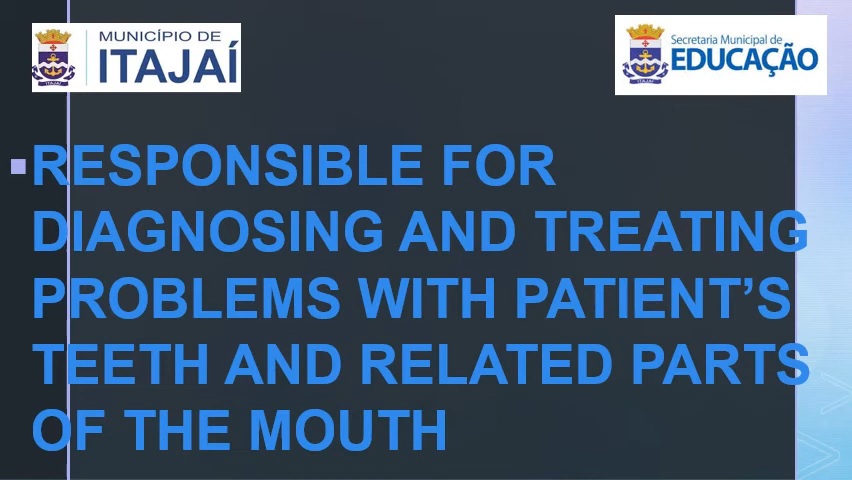 MUNICÍPIO DE
ITAJAÍ
Secretaria Municipal de
EDUCAÇÃO
RESPONSIBLE FOR
DIAGNOSING AND TREATING
PROBLEMS WITH PATIENT’S
TEETH AND RELATED PARTS
OF THE MOUTH